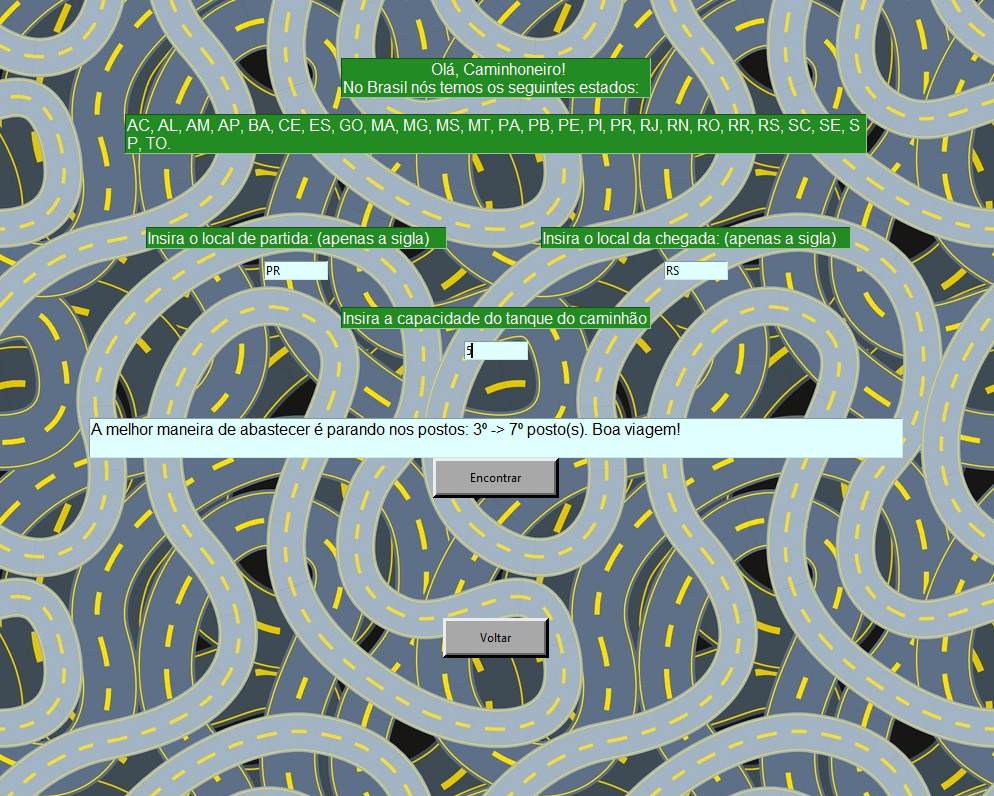 Olá, Caminhoneiro!
No Brasil nós temos os seguintes estados:
AC, AL, AM, AP, BA, CE, ES, GO, MA, MG, MS, MT, PA, PB, PE, PI, PR, RJ, RN, RO, RR, RS, SC, SE, S
P, TO.
Insira o local de partida: (apenas a sigla)
Insira o local da chegada: (apenas a sigla)
PR
RS
Insira a capacidade do tanque do caminhão
5
A melhor maneira de abastecer é parando nos postos: 3º -> 7º posto(s). Boa viagem!
Encontrar
Voltar